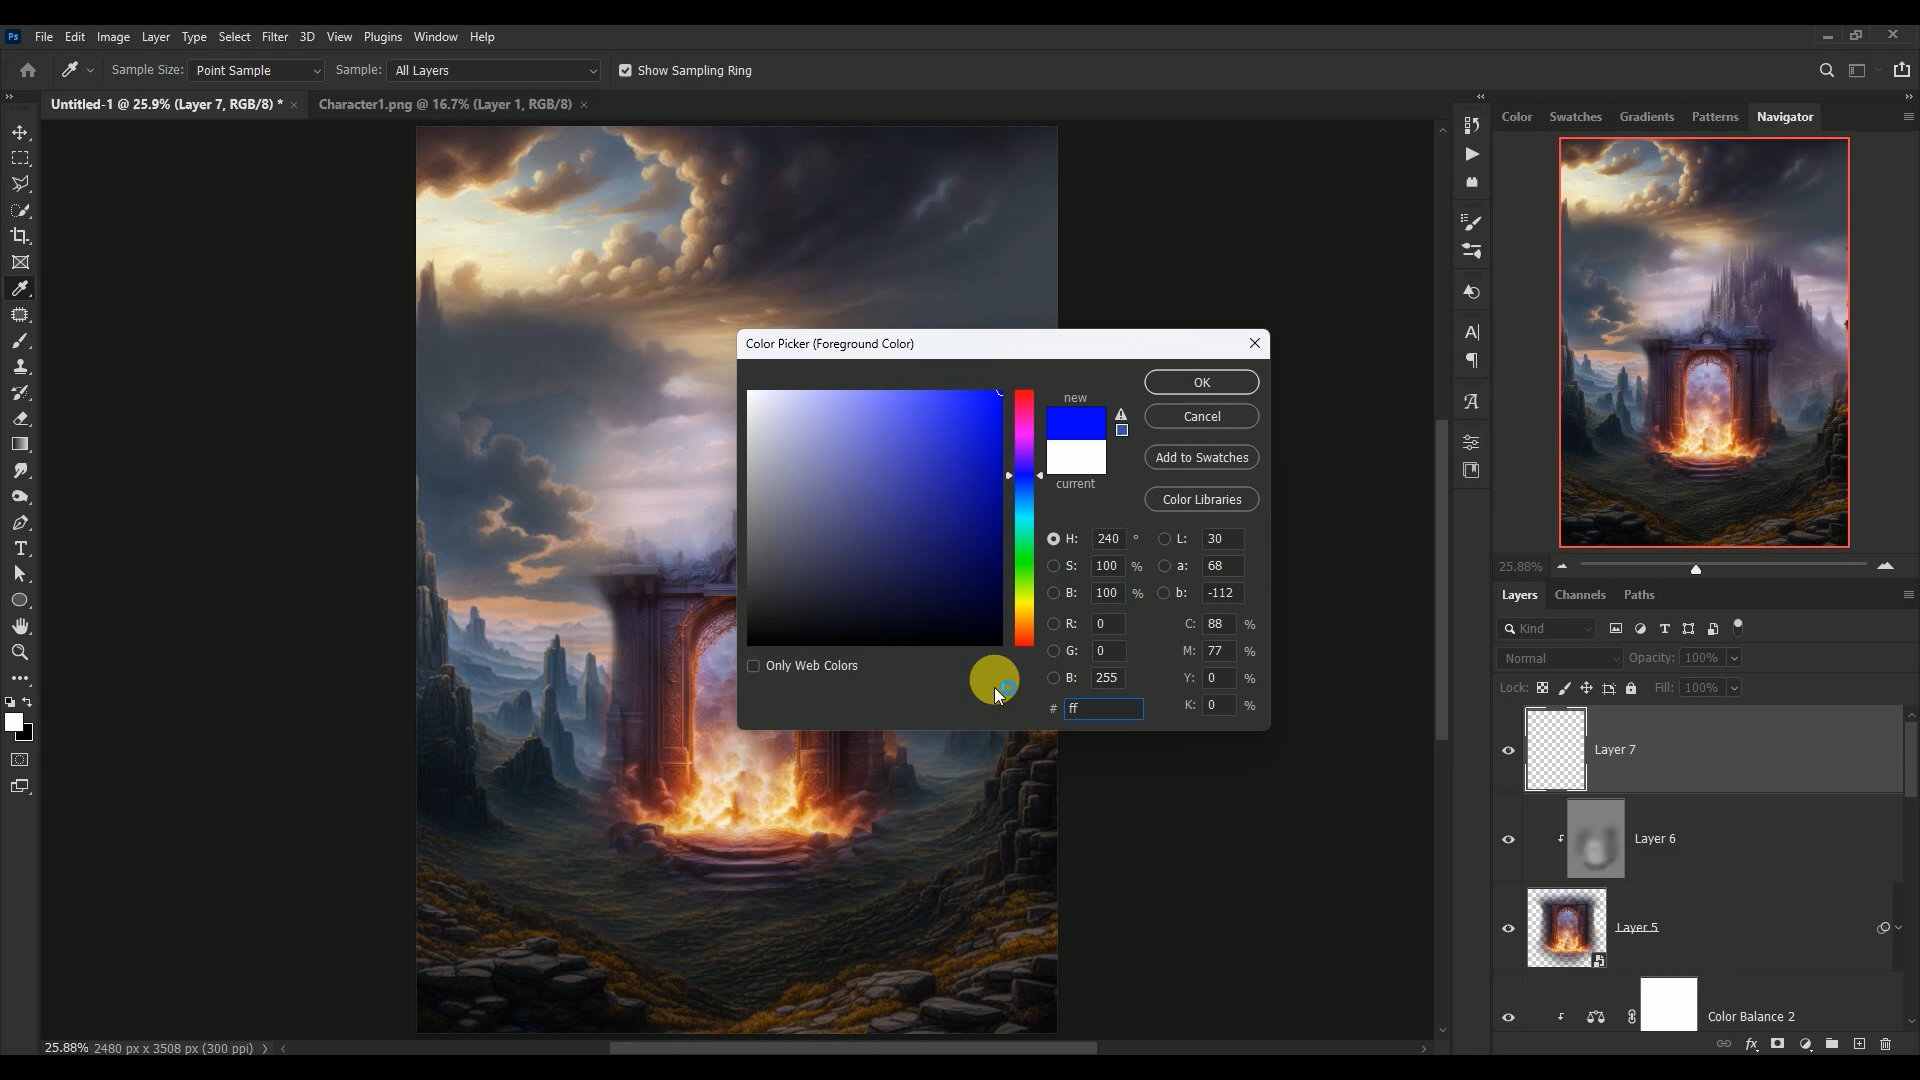 Ps File Edit Image Layer Type Select Filter 3D View Plugins Window Help
Sample Size: Point Sample Sample: All Layers Show Sampling Ring
Untitled-1 @ 25.9% (Layer 7, RGB/8) * × Character1.png @ 16.7% (Layer 1, RGB/8) ×
Color Swatches Gradients Patterns Navigator
Color Picker (Foreground Color)
new
current
OK
Cancel
Add to Swatches
Color Libraries
H: 240 ° L: 30
S: 100 % a: 68
B: 100 % b: -112
R: 0 C: 88 %
G: 0 M: 77 %
B: 255 Y: 0 %
# ff K: 0 %
Only Web Colors
25.88%
Layers Channels Paths
Kind
Normal Opacity: 100%
Lock: Fill: 100%
Layer 7
Layer 6
Layer 5
Color Balance 2
25.88% 2480 px x 3508 px (300 ppi)